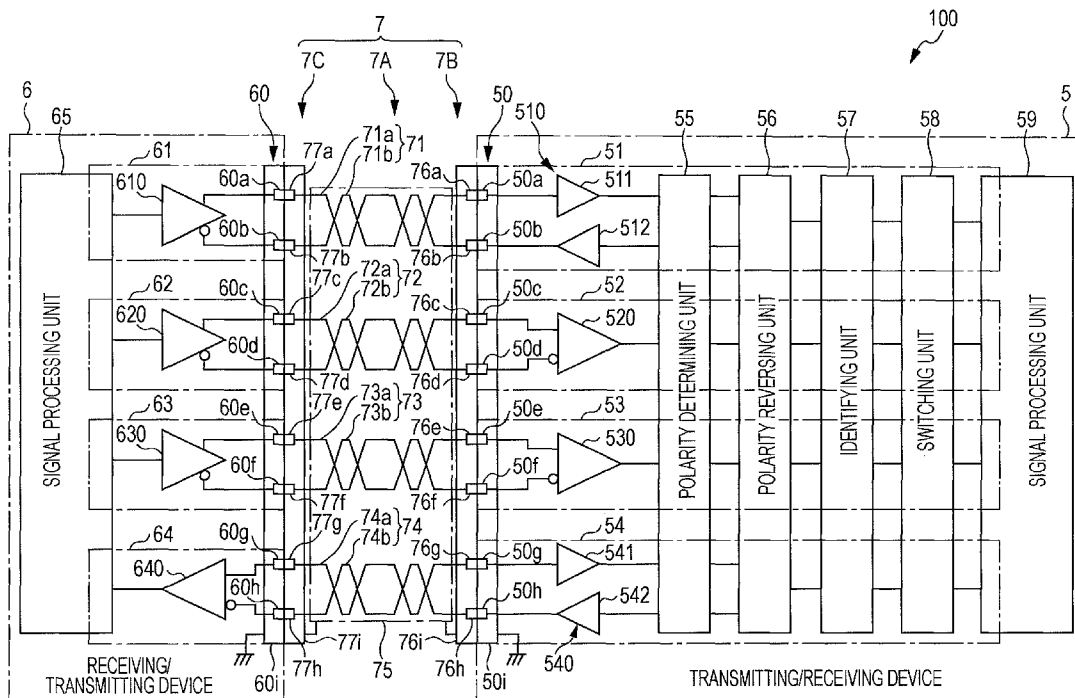 7
100
7C
7A
7B
6
65
60
50
510
55
56
57
58
59
5
61
77a
71a
71b
71
76a
50a
51
511
610
60a
60b
77b
76b
50b
512
62
60c
77c
72a
72b
72
76c
50c
52
620
60d
77d
76d
50d
520
63
60e
77e
73a
73b
73
76e
50e
53
630
60f
77f
76f
50f
530
64
60g
77g
74a
74b
74
76g
50g
54
541
640
60h
77h
76h
50h
542
540
77i
76i
60i
75
50i
SIGNAL PROCESSING UNIT
POLARITY DETERMINING UNIT
POLARITY REVERSING UNIT
IDENTIFYING UNIT
SWITCHING UNIT
SIGNAL PROCESSING UNIT
RECEIVING/
TRANSMITTING DEVICE
TRANSMITTING/RECEIVING DEVICE